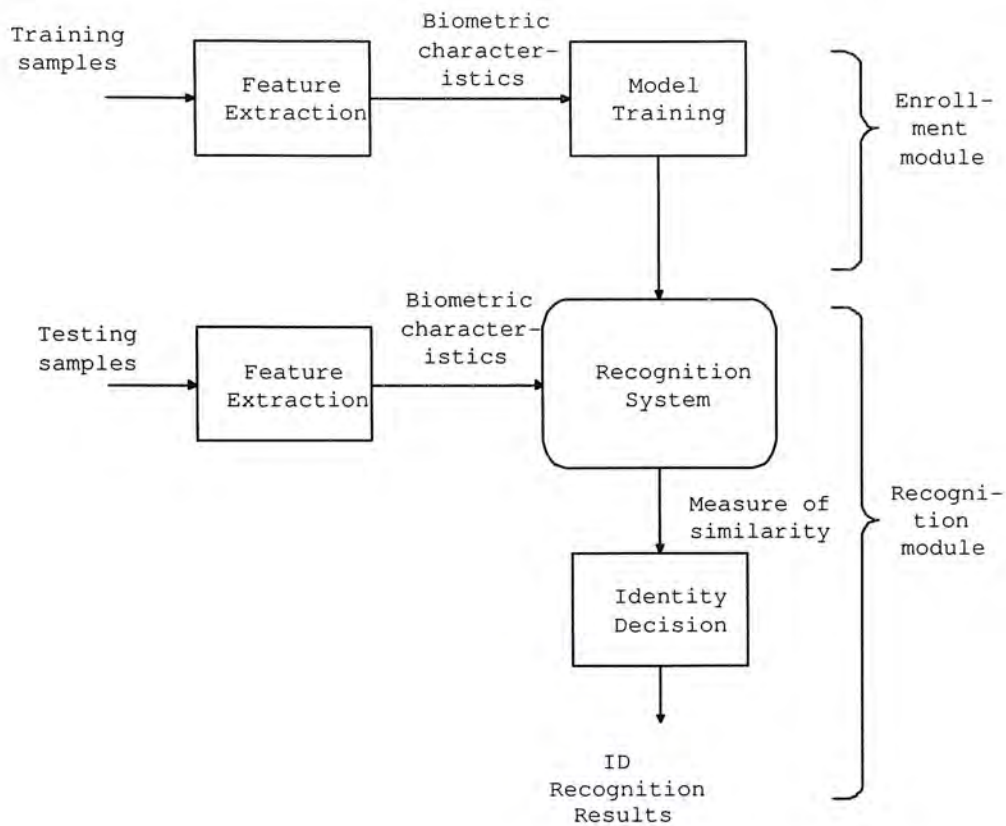 Training
samples
Feature
Extraction
Biometric
character-
istics
Model
Training
Enroll-
ment
module
Testing
samples
Feature
Extraction
Biometric
character-
istics
Recognition
System
Measure of
similarity
Recogni-
tion
module
Identity
Decision
ID
Recognition
Results